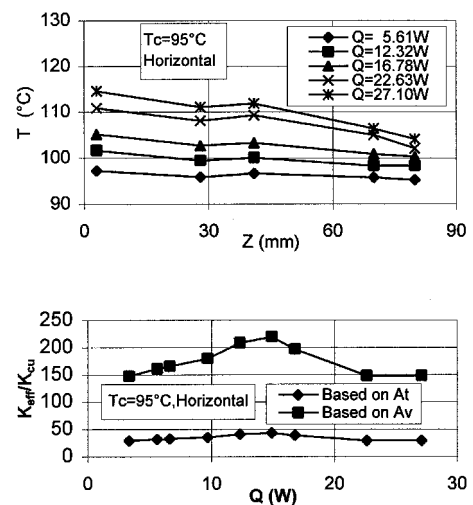 130
120
110
100
90
T (°C)
Tc=95°C
Horizontal
Q= 5.61W
Q=12.32W
Q=16.78W
Q=22.63W
Q=27.10W
0
30
60
90
Z (mm)
250
200
150
100
50
0
Keff/Kcu
Tc=95°C,Horizontal
Based on At
Based on Av
0
10
20
30
Q (W)